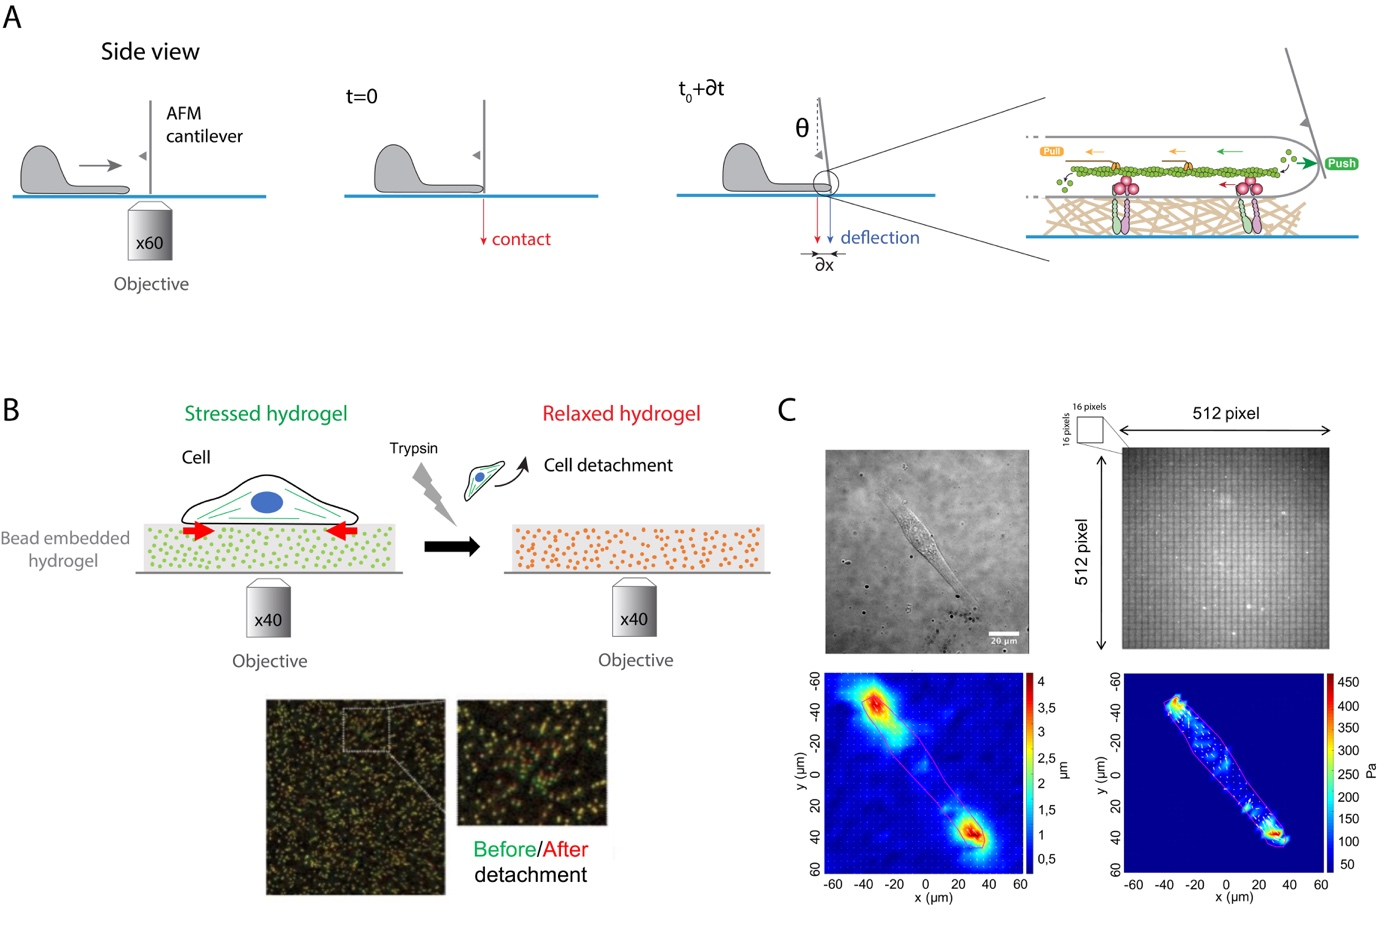 A
Side view
AFM
cantilever
x60
Objective
t=0
contact
t0+∂t
θ
deflection
∂x
Pull
Push
B
Stressed hydrogel
Relaxed hydrogel
Cell
Trypsin
Cell detachment
Bead embedded
hydrogel
x40
Objective
x40
Objective
Before/After
detachment
C
20 µm
16 pixels
16 pixels
512 pixel
512 pixel
-60
-40
-20
0
20
40
60
y (µm)
-60 -40 -20 0 20 40 60
x (µm)
4
3,5
3
2,5
2
1,5
1
0,5
µm
-60
-40
-20
0
20
40
60
y (µm)
-60 -40 -20 0 20 40 60
x (µm)
450
400
350
300
250
200
150
100
50
Pa